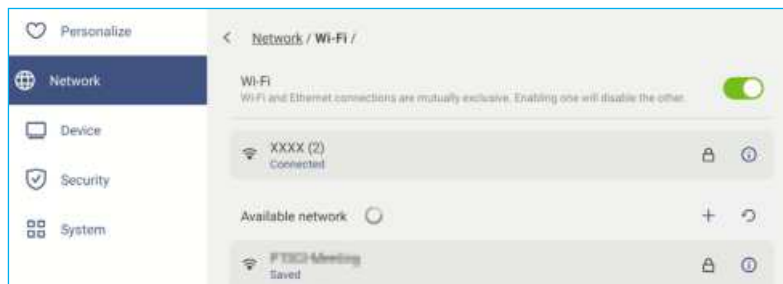 Personalize
Network / Wi-Fi /
Network
Wi-Fi
Wi-Fi and Ethernet connections are mutually exclusive. Enabling one will disable the other.
Device
XXXX (2)
Connected
Security
Available network
System
Saved